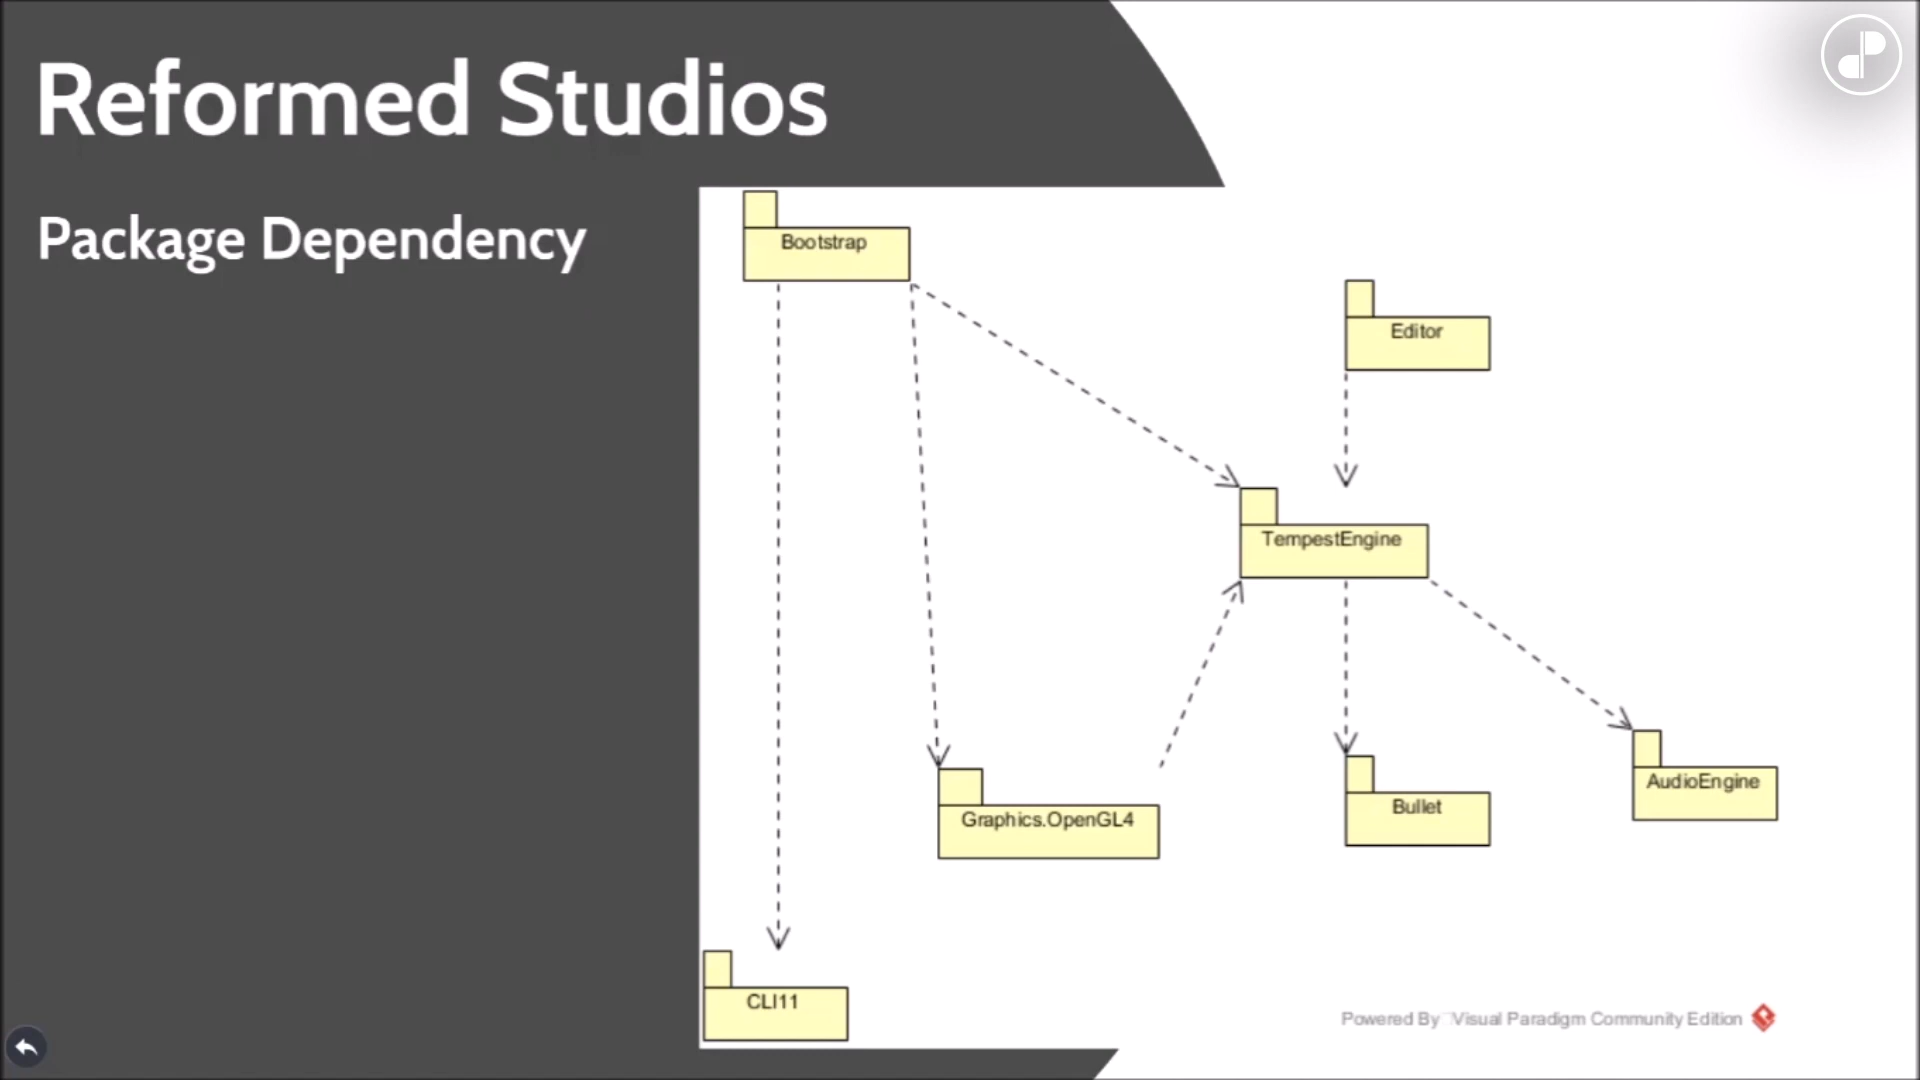 Reformed Studios
Package Dependency
Bootstrap
Editor
TempestEngine
Graphics.OpenGL4
Bullet
AudioEngine
CLI11
Powered By Visual Paradigm Community Edition